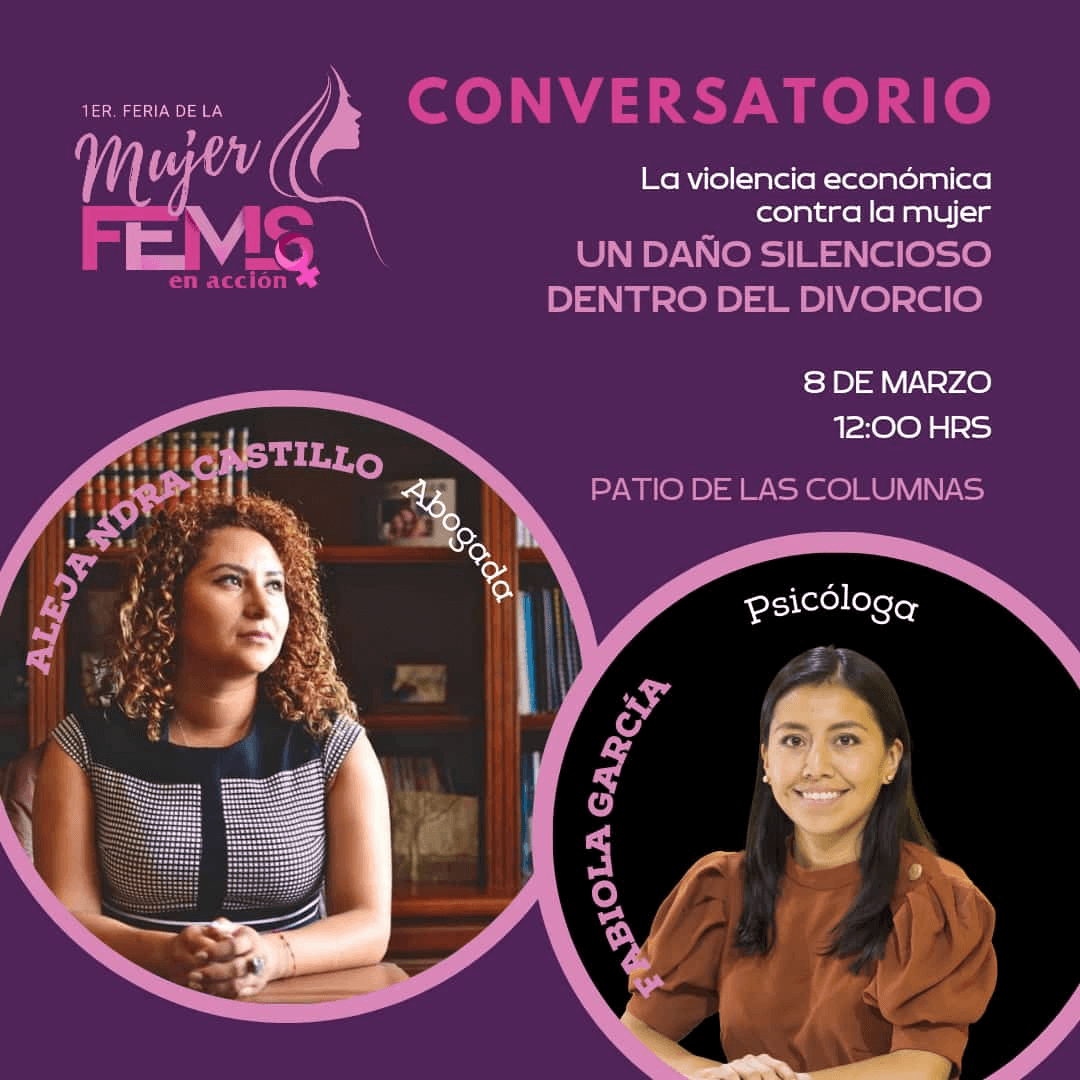 1ER. FERIA DE LA
Mujer
FEMS
en acción
CONVERSATORIO
La violencia económica
contra la mujer
UN DAÑO SILENCIOSO
DENTRO DEL DIVORCIO
8 DE MARZO
12:00 HRS
PATIO DE LAS COLUMNAS
ALEJANDRA CASTILLO
Abogada
Psicóloga
FABIOLA GARCÍA